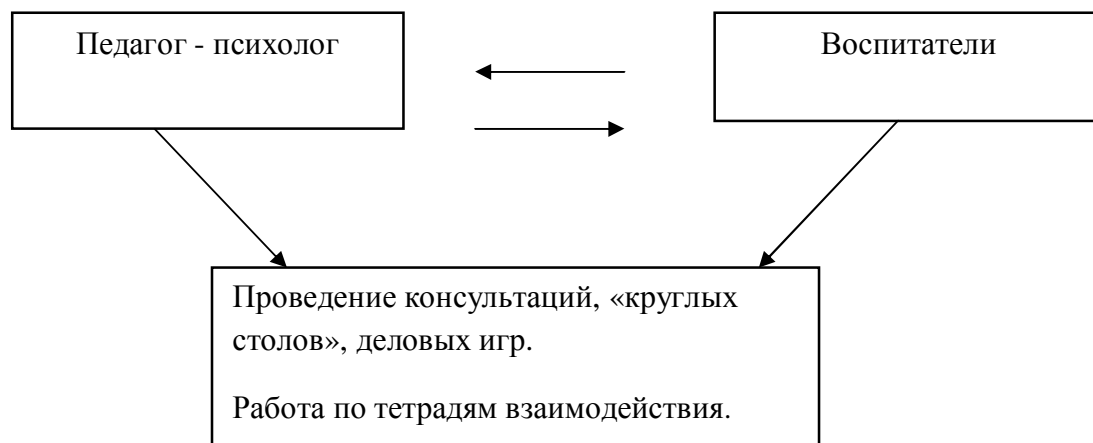 Педагог - психолог
Воспитатели
Проведение консультаций, «круглых
столов», деловых игр.
Работа по тетрадям взаимодействия.